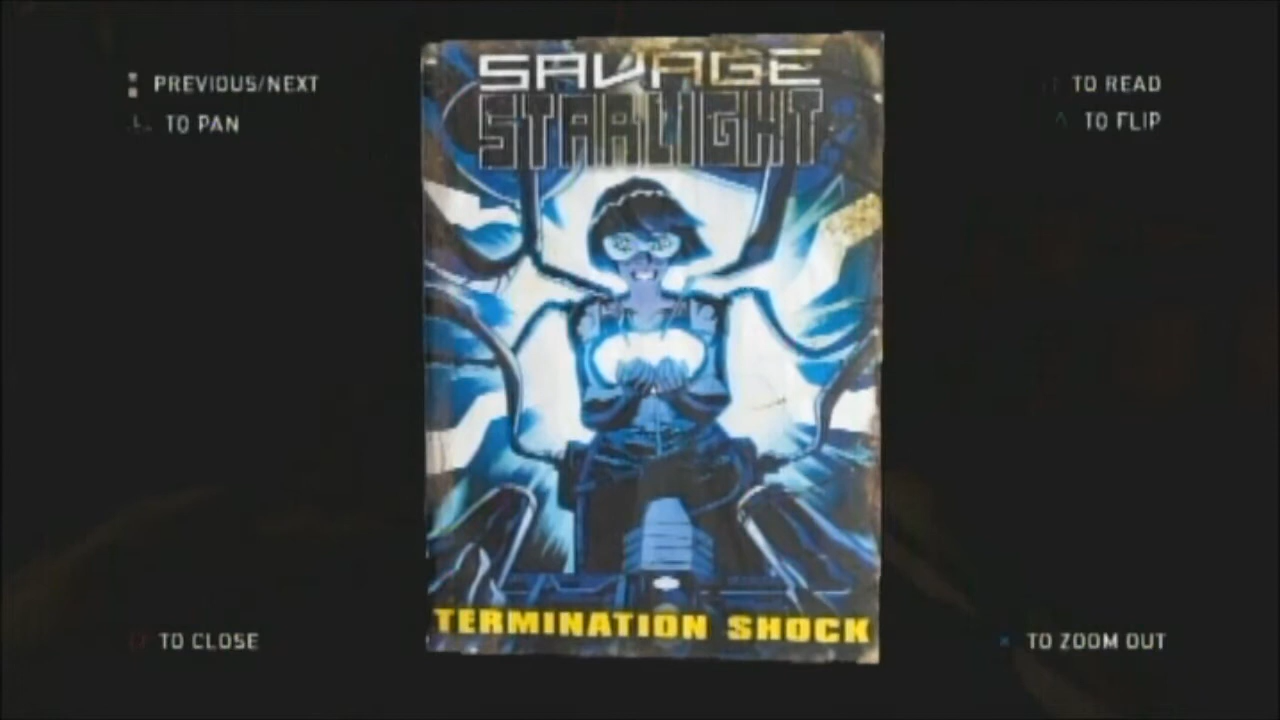 SAVAGE
STARLIGHT
PREVIOUS/NEXT
TO PAN
TO READ
TO FLIP
TERMINATION SHOCK
TO CLOSE
TO ZOOM OUT